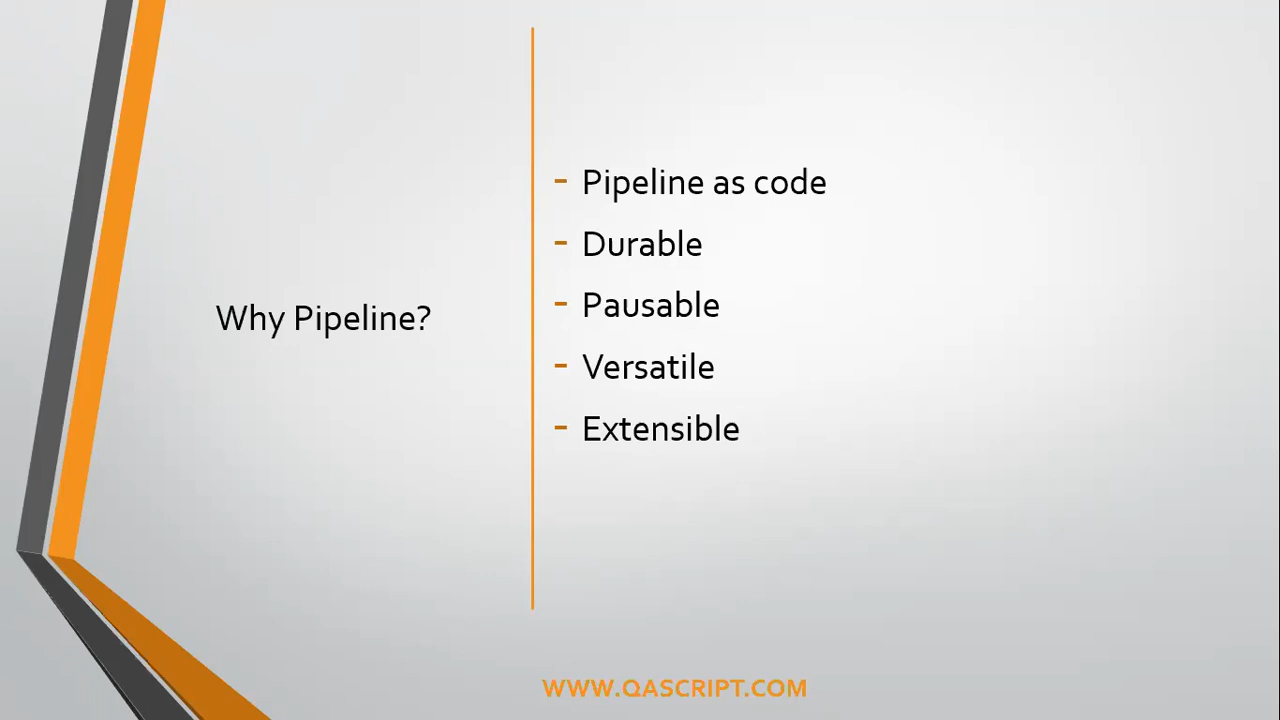 Why Pipeline?
- Pipeline as code
- Durable
- Pausable
- Versatile
- Extensible
WWW.QASCRIPT.COM